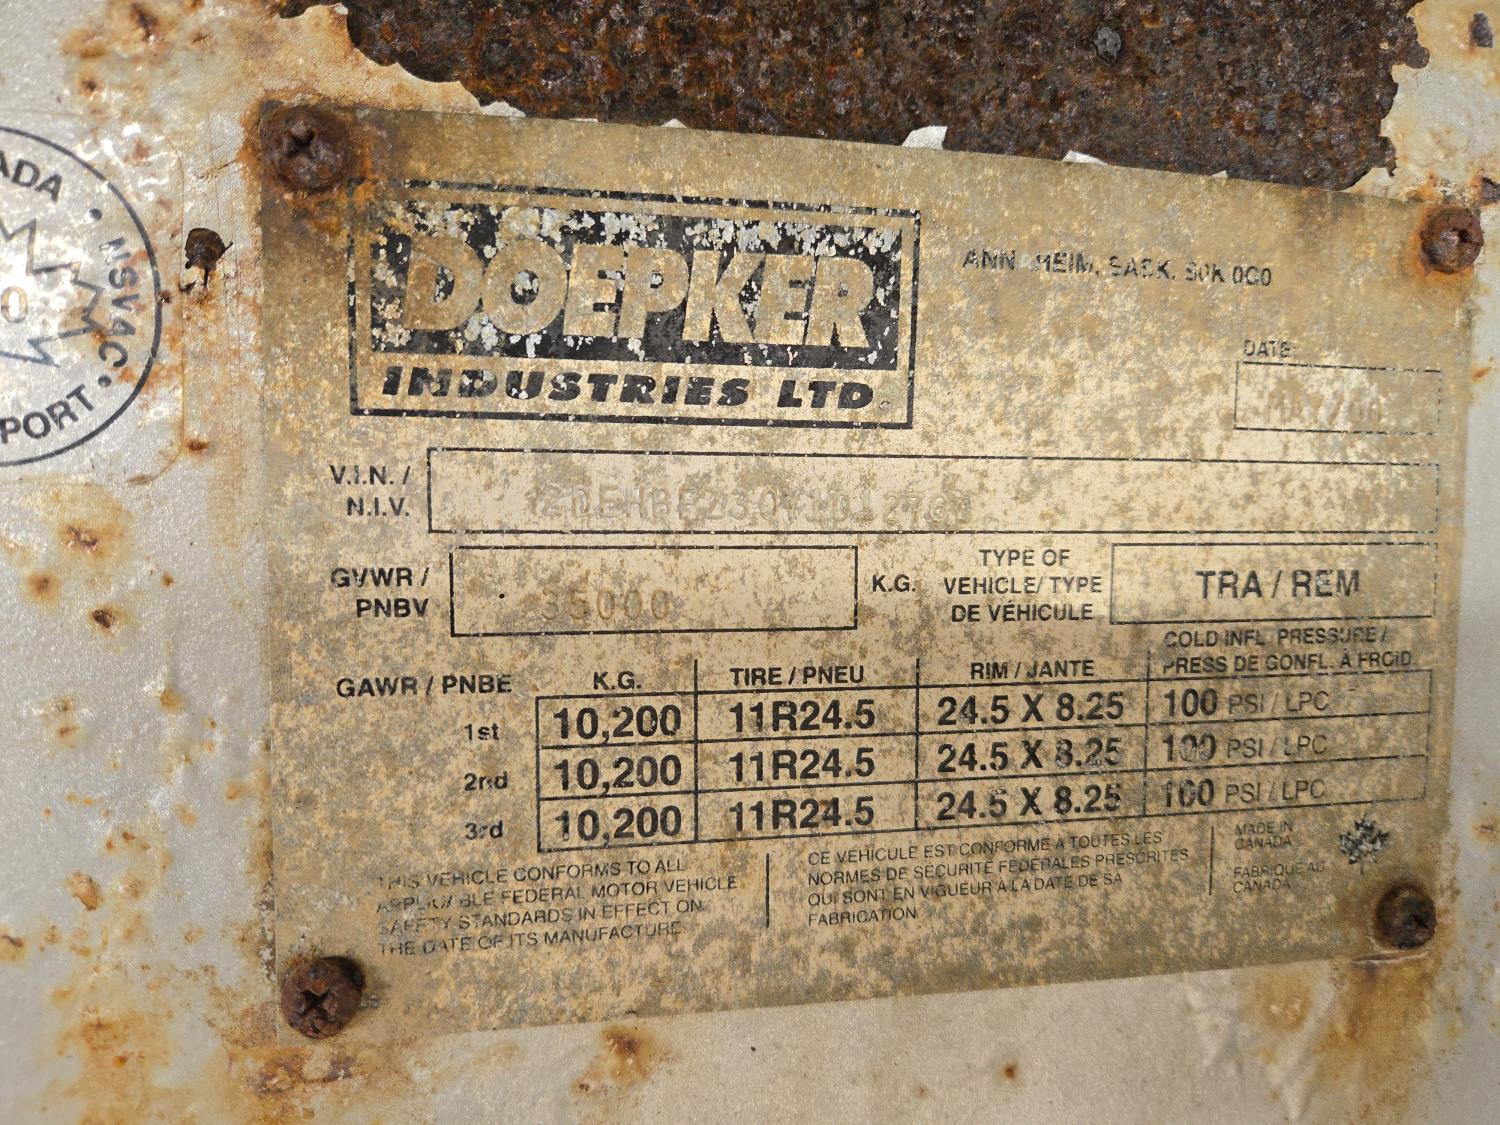 ADA • NSV4C •
0
PORT
DOEPKER
INDUSTRIES LTD.
SASK. S0K 0G0
DATE:
V.I.N. /
N.I.V.
GVWR /
PNBV
35000
K.G.
TYPE OF
VEHICLE/ TYPE
DE VÉHICULE
TRA / REM
GAWR / PNBE
K.G.
TIRE / PNEU
RIM / JANTE
COLD INFL. PRESSURE /
PRESS DE GONFL. À FROID
1st 10,200 11R24.5 24.5 X 8.25 100 PSI / LPC
2nd 10,200 11R24.5 24.5 X 8.25 100 PSI / LPC
3rd 10,200 11R24.5 24.5 X 8.25 100 PSI / LPC
THIS VEHICLE CONFORMS TO ALL
APPLICABLE FEDERAL MOTOR VEHICLE
SAFETY STANDARDS IN EFFECT ON
THE DATE OF ITS MANUFACTURE.
CE VÉHICULE EST CONFORME À TOUTES LES
NORMES DE SÉCURITÉ FÉDÉRALES PRESCRITES
QUI SONT EN VIGUEUR À LA DATE DE SA
FABRICATION
MADE IN
CANADA
FABRIQUE AU
CANADA